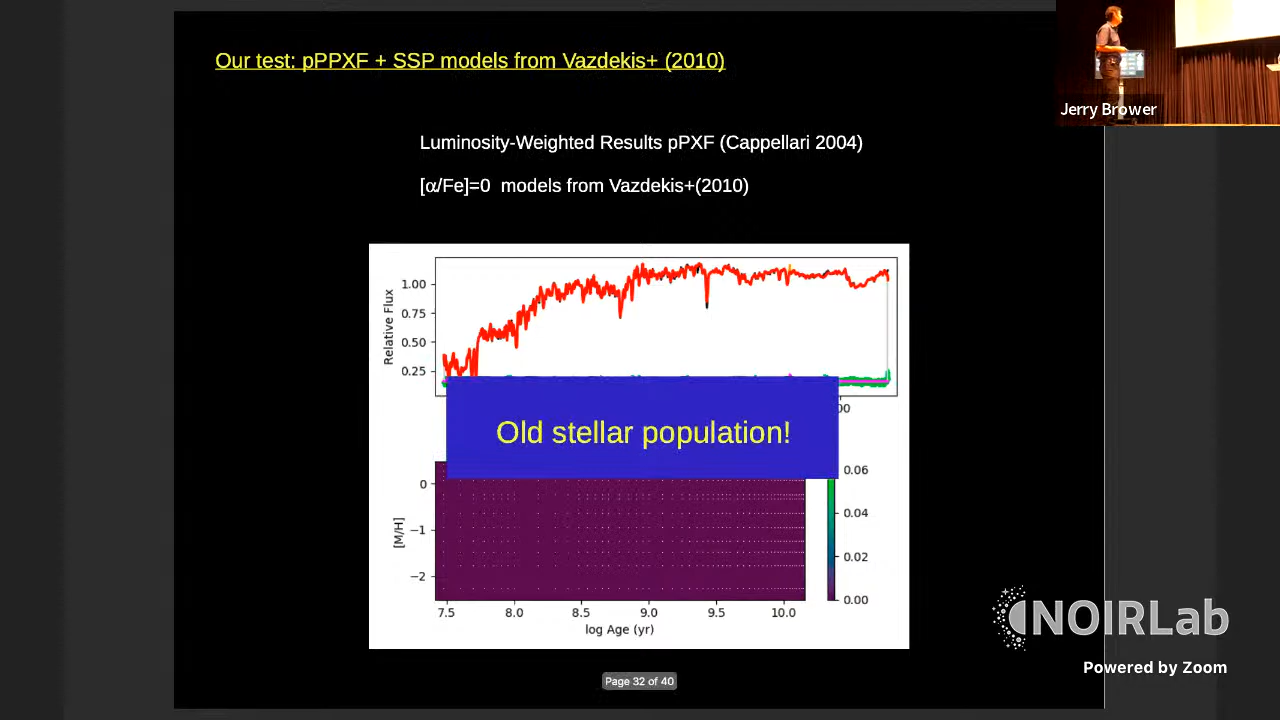 Our test: pPPXF + SSP models from Vazdekis+ (2010)
Jerry Brower
Luminosity-Weighted Results pPXF (Cappellari 2004)
[α/Fe]=0 models from Vazdekis+(2010)
Relative Flux
1.00
0.75
0.50
0.25
00
Old stellar population!
[M/H]
0
−1
−2
0.06
0.04
0.02
0.00
7.5 8.0 8.5 9.0 9.5 10.0
log Age (yr)
NOIRLab
Powered by Zoom
Page 32 of 40